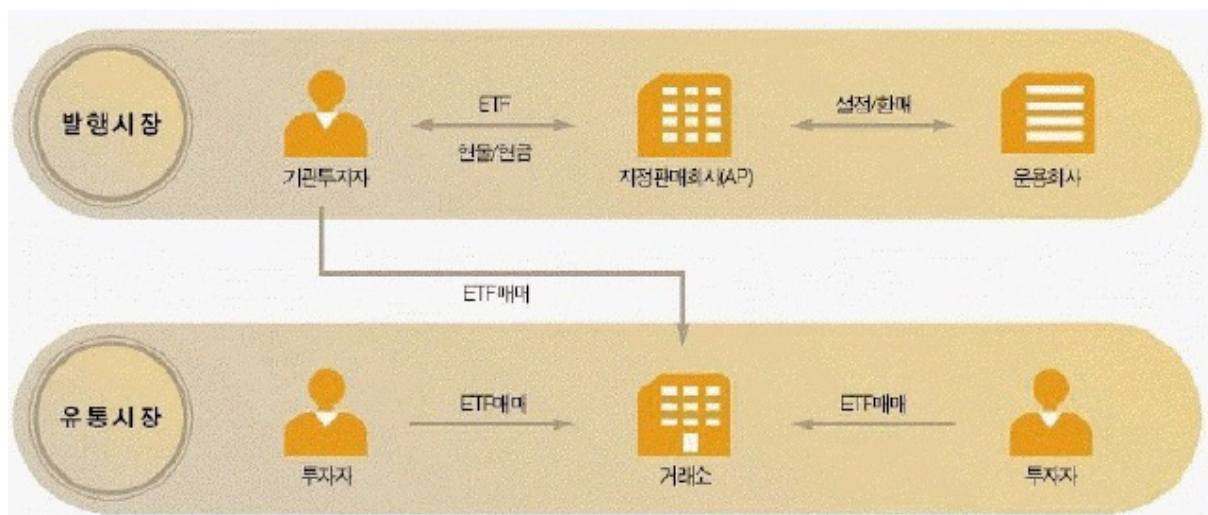 발행시장
ETF
현물/현금
설정/환매
기관투자자
지정판매회사(AP)
운용회사
ETF매매
유통시장
ETF매매
ETF매매
투자자
거래소
투자자